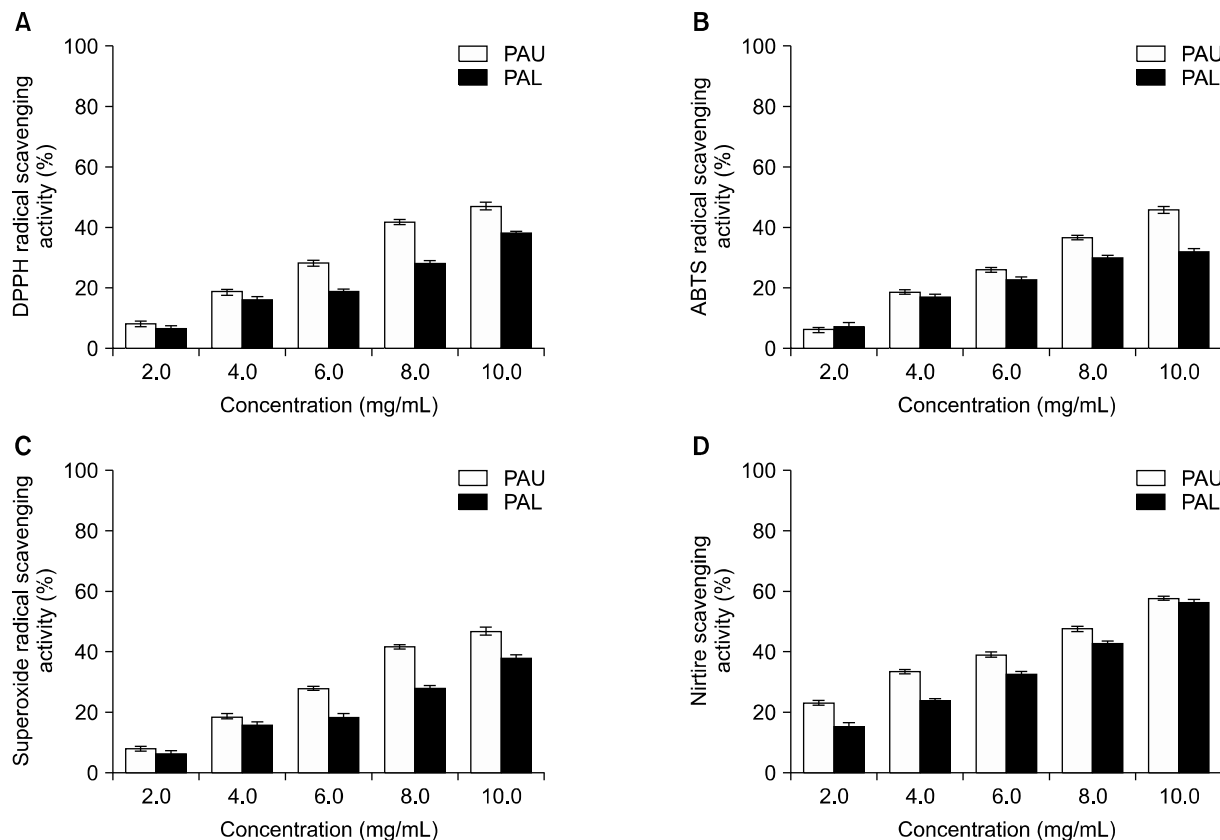 A
DPPH radical scavenging
activity (%)
100
80
60
40
20
0
PAU
PAL
2.0 4.0 6.0 8.0 10.0
Concentration (mg/mL)
B
ABTS radical scavenging
activity (%)
100
80
60
40
20
0
PAU
PAL
2.0 4.0 6.0 8.0 10.0
Concentration (mg/mL)
C
Superoxide radical scavenging
activity (%)
100
80
60
40
20
0
PAU
PAL
2.0 4.0 6.0 8.0 10.0
Concentration (mg/mL)
D
Nirtire scavenging
activity (%)
100
80
60
40
20
0
PAU
PAL
2.0 4.0 6.0 8.0 10.0
Concentration (mg/mL)